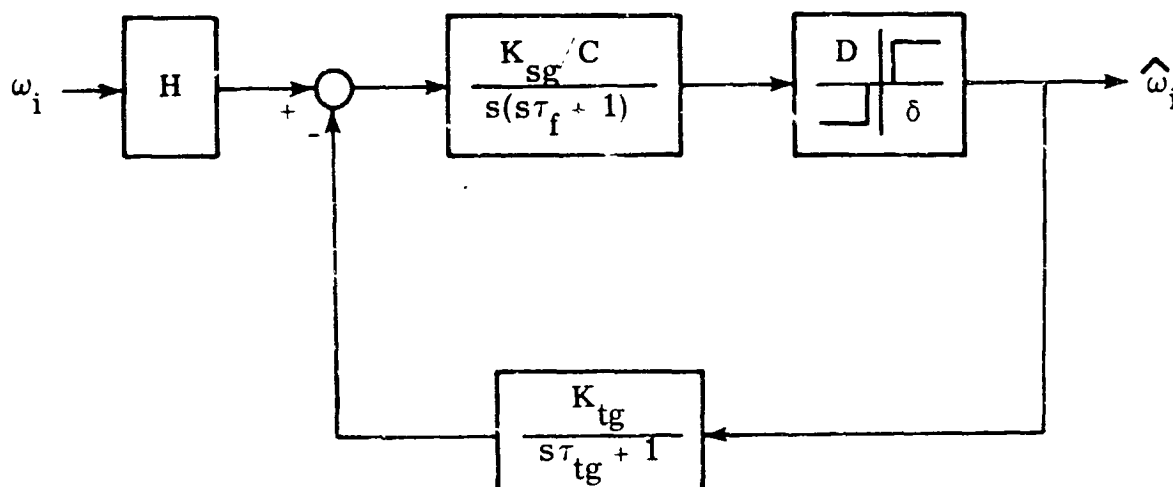 ω_i
H
+
-
K_sg/C
s(sτ_f + 1)
D
δ
ω̂_i
K_tg
sτ_tg + 1